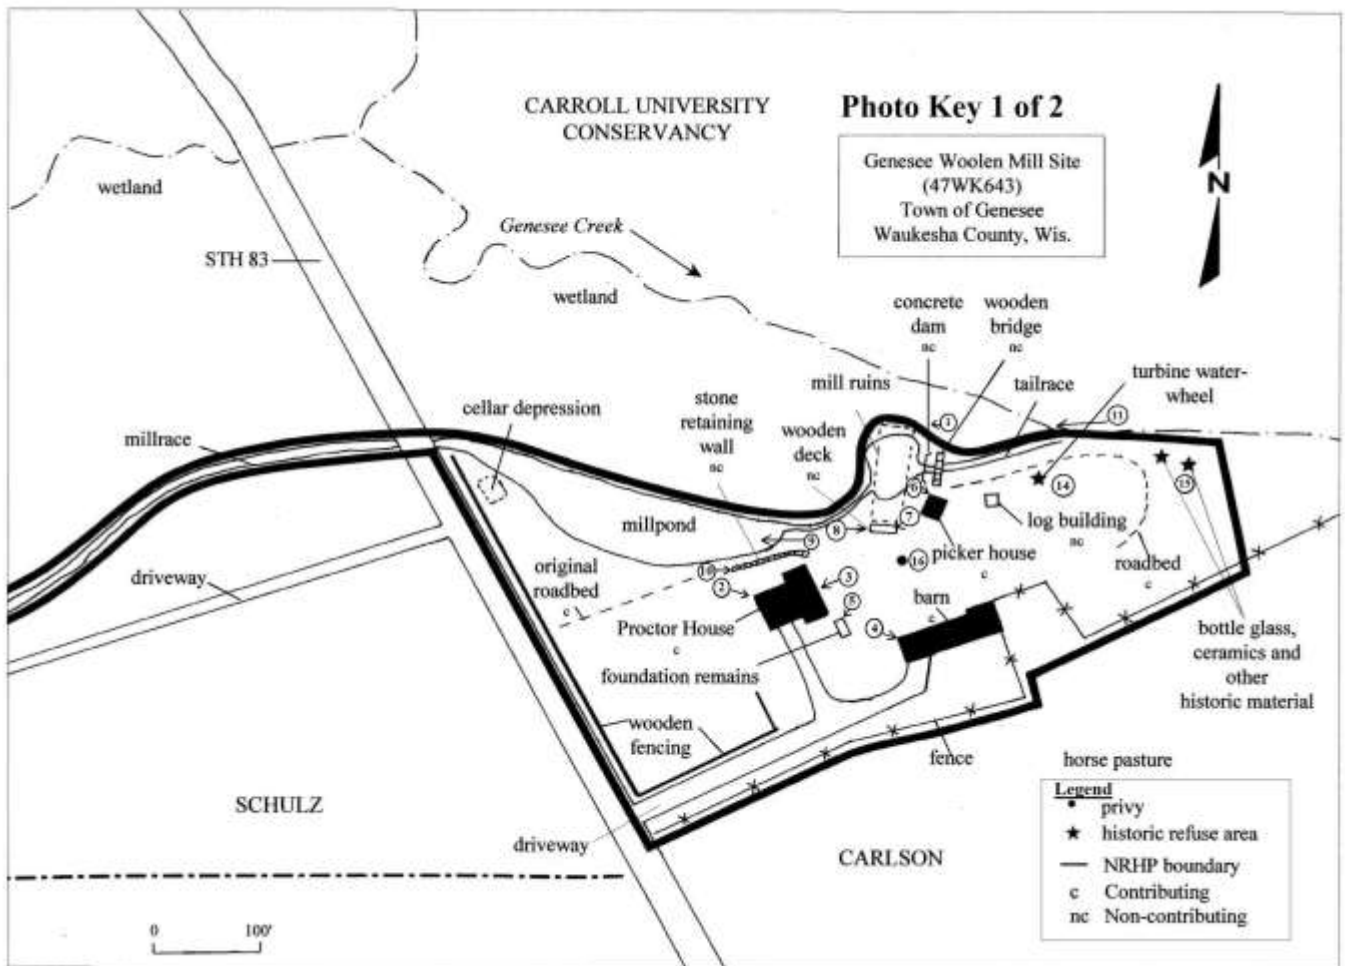 CARROLL UNIVERSITY
CONSERVANCY
Photo Key 1 of 2
Genesee Woolen Mill Site
(47WK643)
Town of Genesee
Waukesha County, Wis.
N
wetland
Genesee Creek
STH 83
wetland
concrete
dam
nc
wooden
bridge
nc
mill ruins
tailrace
turbine water-
wheel
cellar depression
stone
retaining
wall
nc
wooden
deck
nc
millrace
1
11
6
14
15
millpond
7
8
9
log building
nc
picker house
c
roadbed
c
driveway
original
roadbed
c
10
16
2
3
5
4
barn
c
Proctor House
c
foundation remains
bottle glass,
ceramics and
other
historic material
wooden
fencing
fence
horse pasture
SCHULZ
driveway
CARLSON
Legend
privy
historic refuse area
NRHP boundary
c Contributing
nc Non-contributing
0 100'